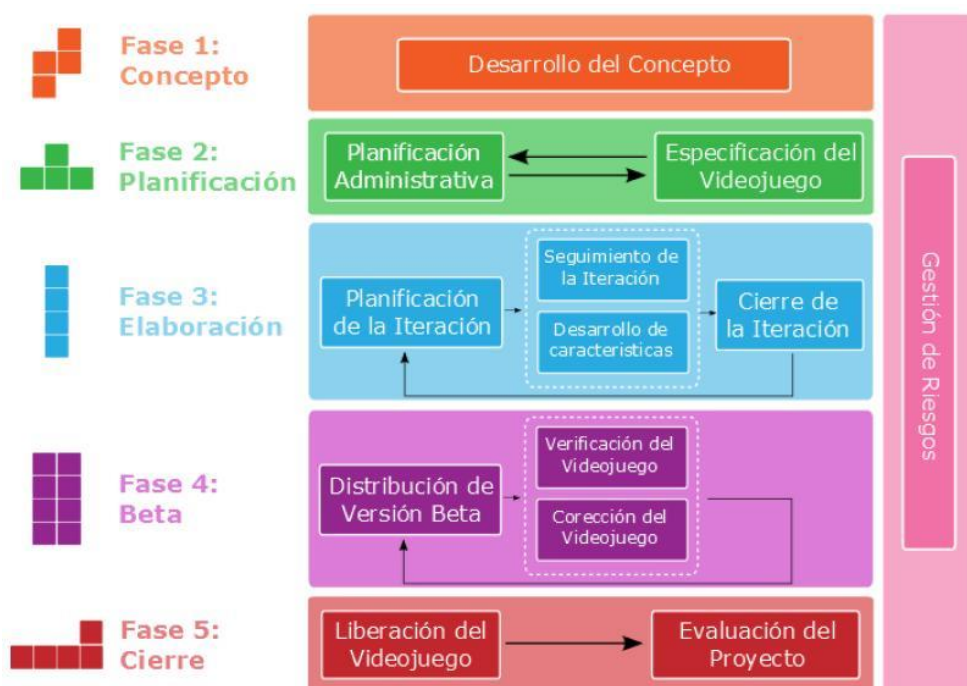 Fase 1:
Concepto
Desarrollo del Concepto
Fase 2:
Planificación
Planificación
Administrativa
Especificación del
Videojuego
Fase 3:
Elaboración
Planificación
de la Iteración
Seguimiento de
la Iteración
Desarrollo de
caracteristicas
Cierre de
la Iteración
Fase 4:
Beta
Distribución de
Versión Beta
Verificación del
Videojuego
Corección del
Videojuego
Fase 5:
Cierre
Liberación del
Videojuego
Evaluación del
Proyecto
Gestión de Riesgos